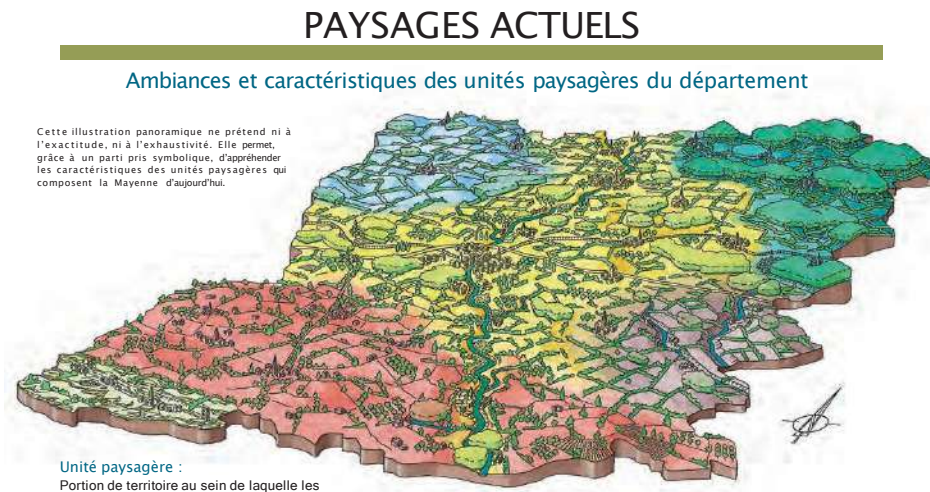 PAYSAGES ACTUELS
Ambiances et caractéristiques des unités paysagères du département
Cette illustration panoramique ne prétend ni à
l'exactitude, ni à l'exhaustivité. Elle permet,
grâce à un parti pris symbolique, d'appréhender
les caractéristiques des unités paysagères qui
composent la Mayenne d'aujourd'hui.
Unité paysagère :
Portion de territoire au sein de laquelle les